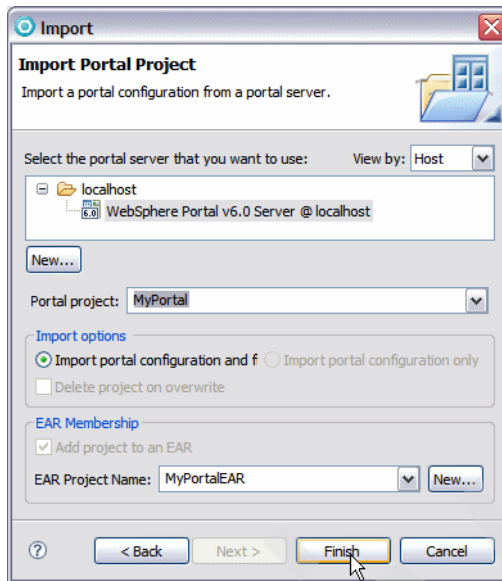 Import
Import Portal Project
Import a portal configuration from a portal server.
Select the portal server that you want to use: View by: Host
localhost
6.0 WebSphere Portal v6.0 Server @ localhost
New...
Portal project: MyPortal
Import options
Import portal configuration and f Import portal configuration only
Delete project on overwrite
EAR Membership
Add project to an EAR
EAR Project Name: MyPortalEAR New...
? < Back Next > Finish Cancel